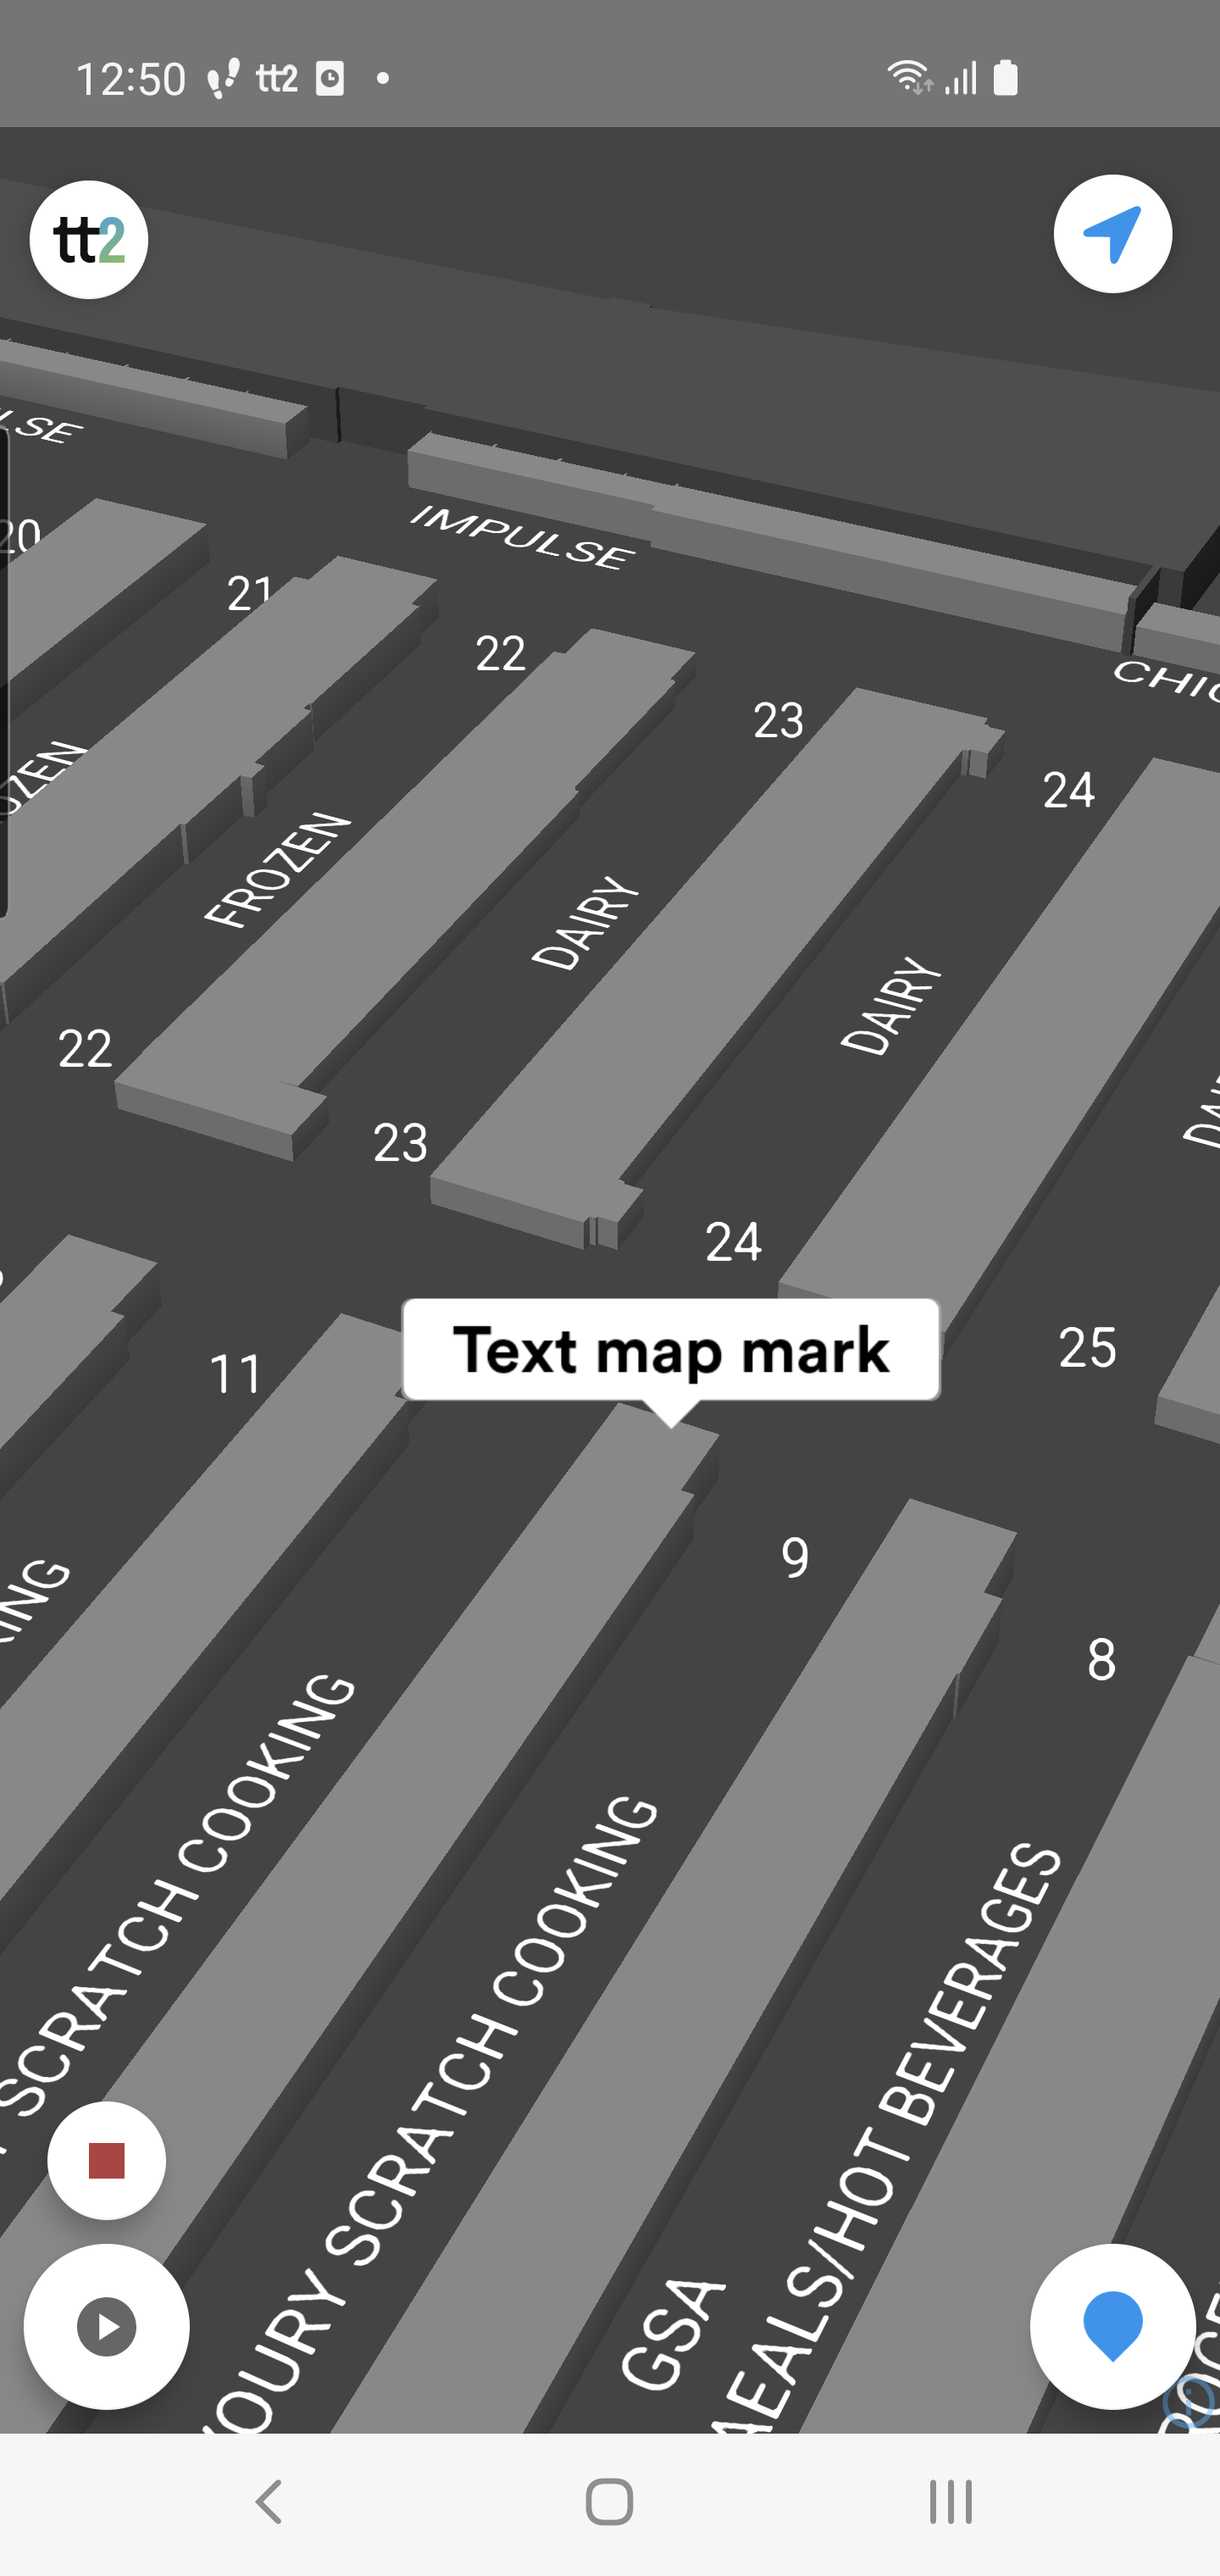 12:50 tt2
tt2
IMPULSE
20
21
22
23
24
FROZEN
DAIRY
DAIRY
22
23
24
25
Text map mark
11
9
8
SCRATCH COOKING
SCRATCH COOKING
GSA
HOT BEVERAGES